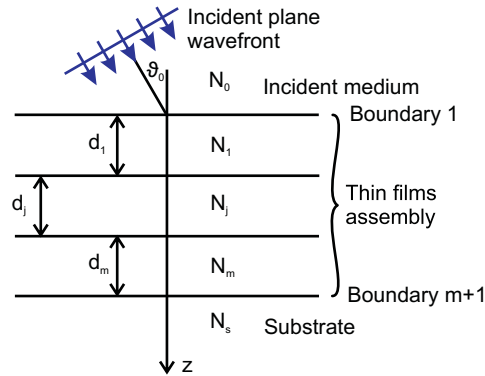 Incident plane
wavefront
ϑ₀
N₀
Incident medium
Boundary 1
d₁
N₁
dⱼ
Nⱼ
Thin films
assembly
dₘ
Nₘ
Boundary m+1
Nₛ
Substrate
z